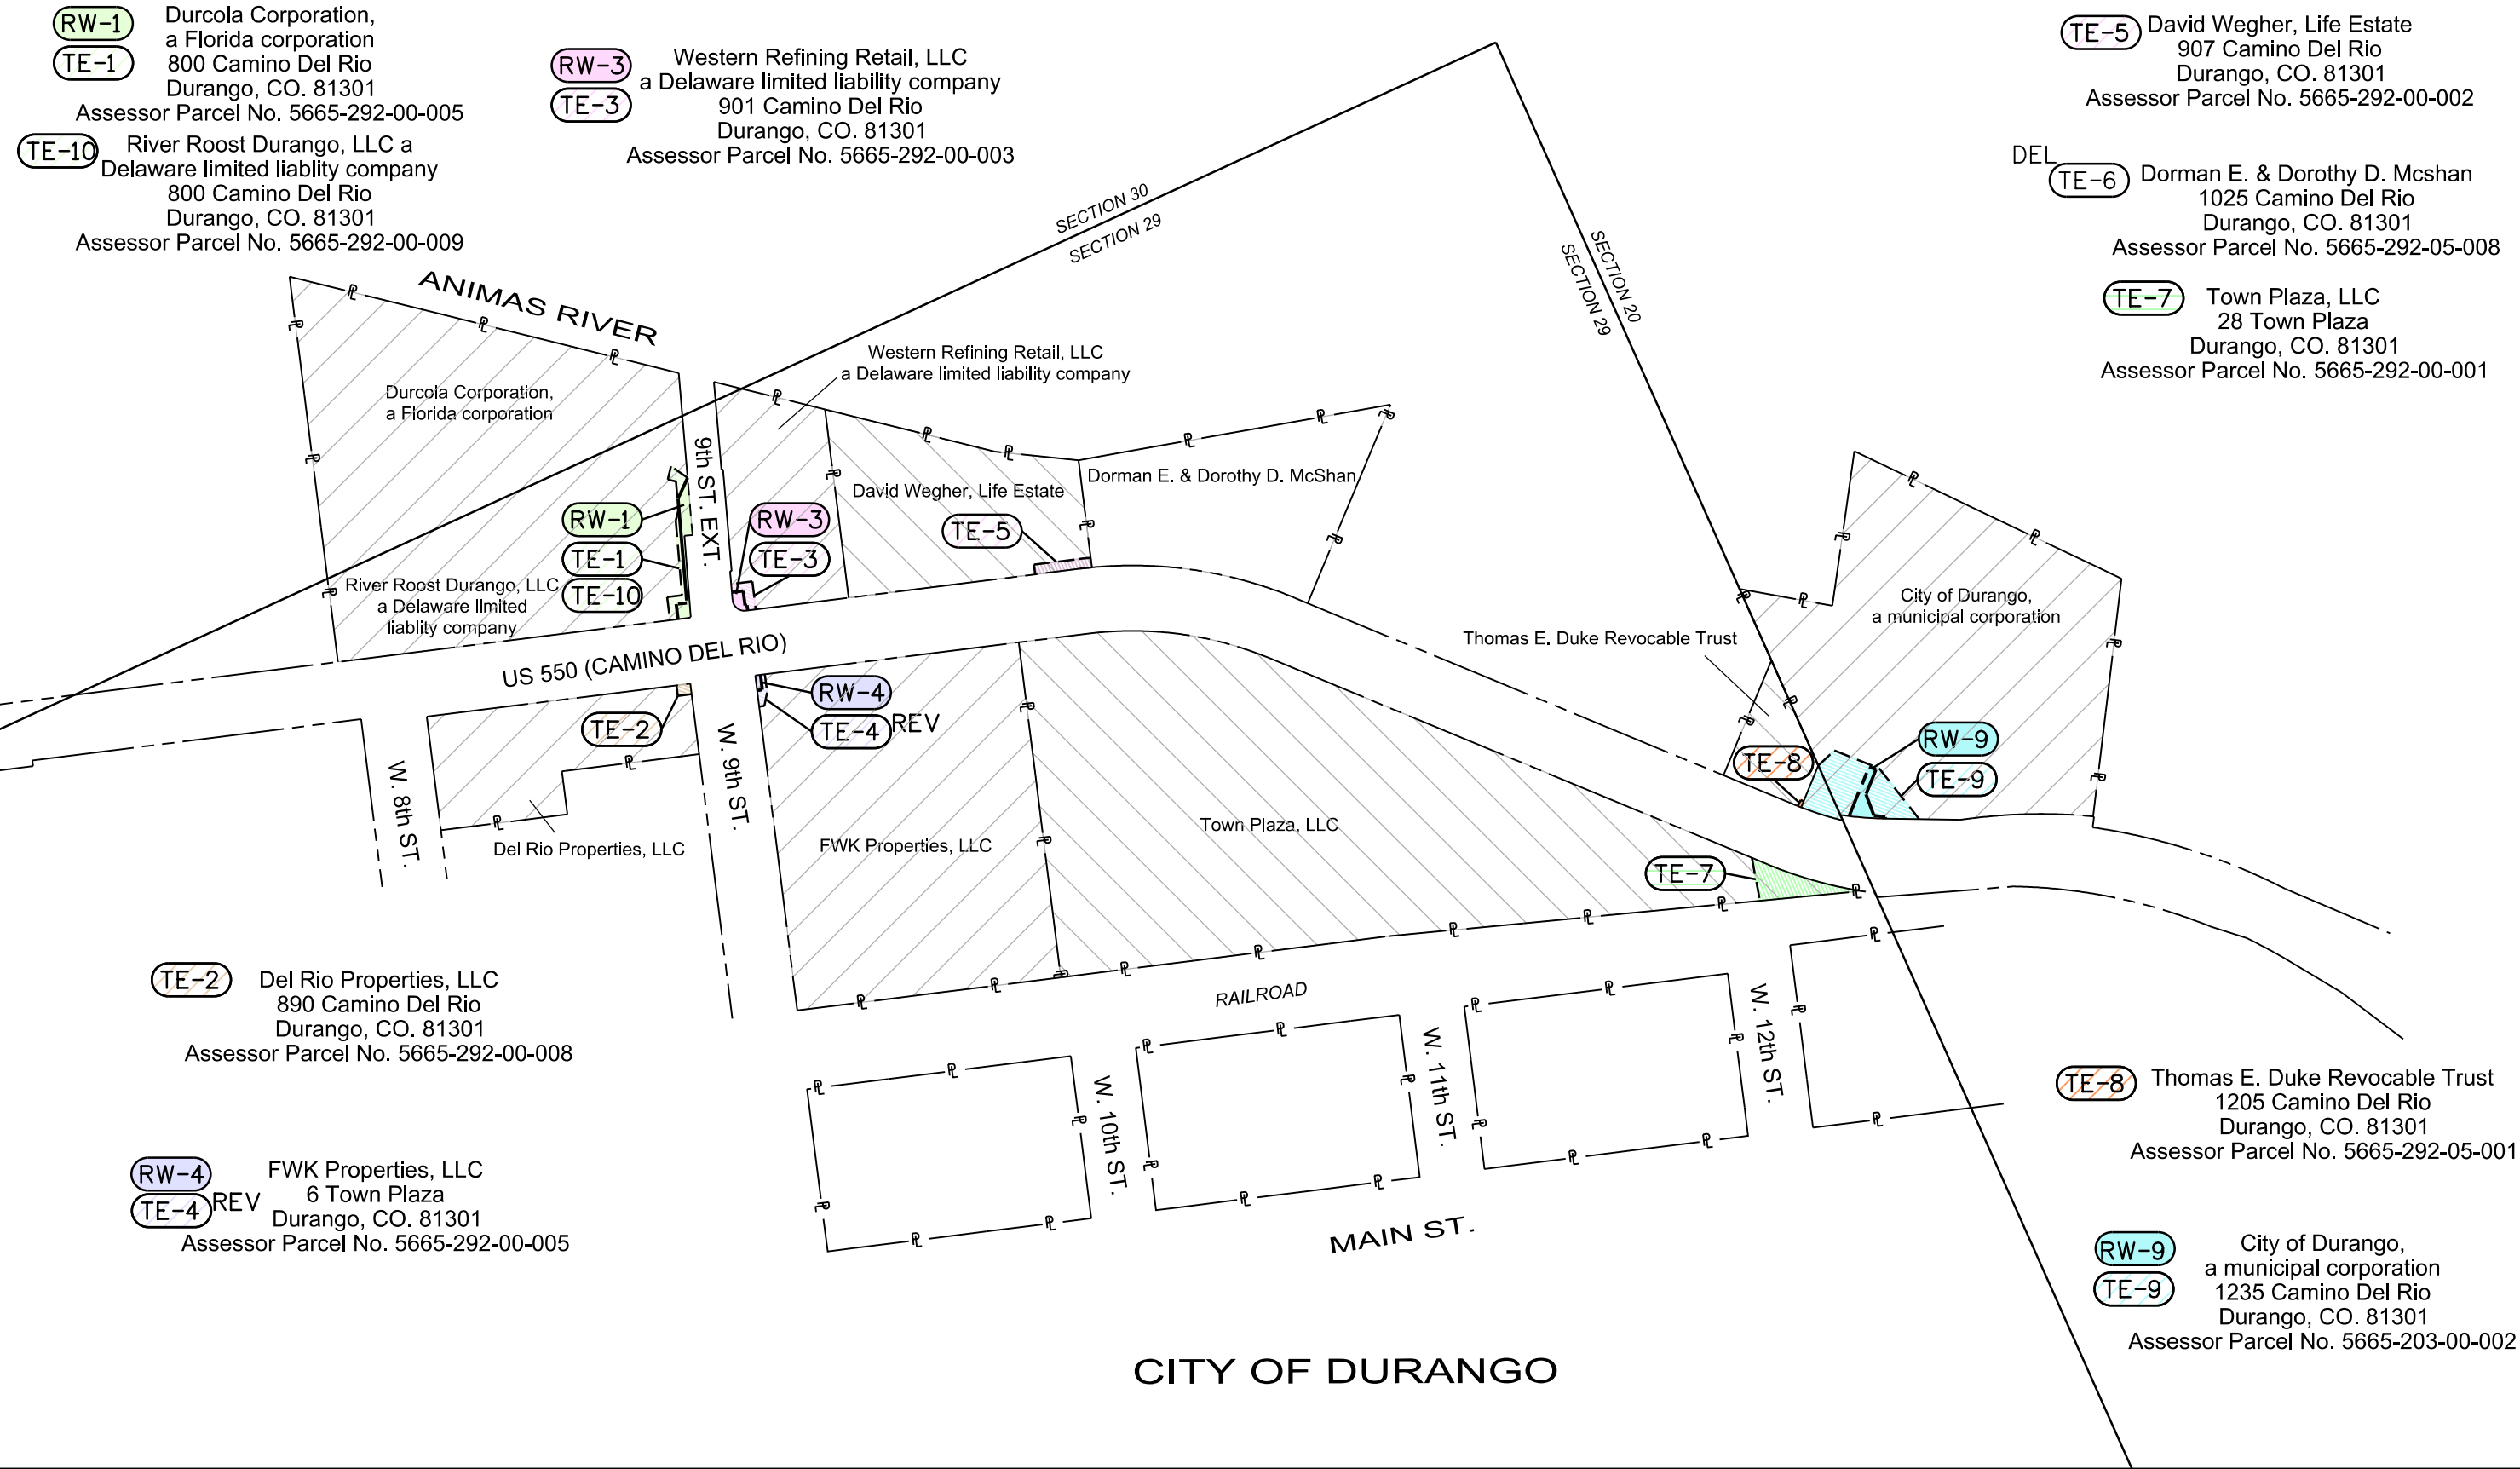 RW-1
TE-1
Durcola Corporation,
a Florida corporation
800 Camino Del Rio
Durango, CO. 81301
Assessor Parcel No. 5665-292-00-005
TE-10
River Roost Durango, LLC a
Delaware limited liablity company
800 Camino Del Rio
Durango, CO. 81301
Assessor Parcel No. 5665-292-00-009
RW-3
TE-3
Western Refining Retail, LLC
a Delaware limited liability company
901 Camino Del Rio
Durango, CO. 81301
Assessor Parcel No. 5665-292-00-003
TE-5
David Wegher, Life Estate
907 Camino Del Rio
Durango, CO. 81301
Assessor Parcel No. 5665-292-00-002
DEL
TE-6
Dorman E. & Dorothy D. Mcshan
1025 Camino Del Rio
Durango, CO. 81301
Assessor Parcel No. 5665-292-05-008
TE-7
Town Plaza, LLC
28 Town Plaza
Durango, CO. 81301
Assessor Parcel No. 5665-292-00-001
SECTION 30
SECTION 29
SECTION 20
SECTION 29
ANIMAS RIVER
Durcola Corporation,
a Florida corporation
Western Refining Retail, LLC
a Delaware limited liability company
9th ST. EXT.
David Wegher, Life Estate
Dorman E. & Dorothy D. McShan
RW-1
TE-1
TE-10
RW-3
TE-3
TE-5
River Roost Durango, LLC
a Delaware limited
liablity company
City of Durango,
a municipal corporation
Thomas E. Duke Revocable Trust
US 550 (CAMINO DEL RIO)
RW-4
TE-4
REV
TE-2
TE-8
RW-9
TE-9
W. 8th ST.
W. 9th ST.
Del Rio Properties, LLC
FWK Properties, LLC
Town Plaza, LLC
TE-7
RAILROAD
W. 10th ST.
W. 11th ST.
W. 12th ST.
MAIN ST.
TE-2
Del Rio Properties, LLC
890 Camino Del Rio
Durango, CO. 81301
Assessor Parcel No. 5665-292-00-008
RW-4
TE-4
REV
FWK Properties, LLC
6 Town Plaza
Durango, CO. 81301
Assessor Parcel No. 5665-292-00-005
TE-8
Thomas E. Duke Revocable Trust
1205 Camino Del Rio
Durango, CO. 81301
Assessor Parcel No. 5665-292-05-001
RW-9
TE-9
City of Durango,
a municipal corporation
1235 Camino Del Rio
Durango, CO. 81301
Assessor Parcel No. 5665-203-00-002
CITY OF DURANGO